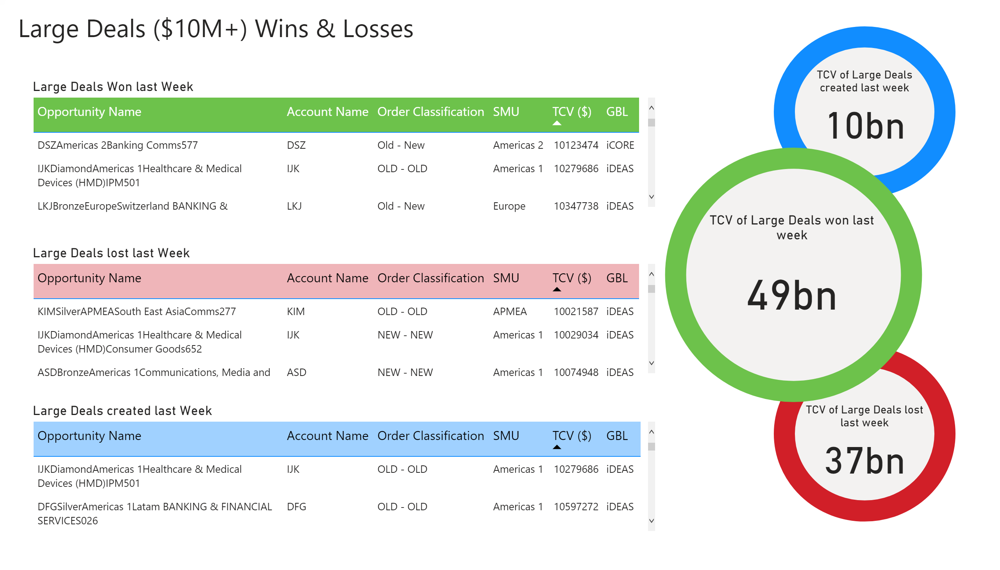 Large Deals ($10M+) Wins & Losses
Large Deals Won last Week
Opportunity Name Account Name Order Classification SMU TCV ($) GBL
DSZAmericas 2Banking Comms577 DSZ Old - New Americas 2 10123474 iCORE
IJKDiamondAmericas 1Healthcare & Medical IJK OLD - OLD Americas 1 10279686 iDEAS
Devices (HMD)IPM501
LKJBronzeEuropeSwitzerland BANKING & LKJ Old - New Europe 10347738 iDEAS
Large Deals lost last Week
Opportunity Name Account Name Order Classification SMU TCV ($) GBL
KIMSilverAPMEASouth East AsiaComms277 KIM OLD - OLD APMEA 10021587 iDEAS
IJKDiamondAmericas 1Healthcare & Medical IJK NEW - NEW Americas 1 10029034 iDEAS
Devices (HMD)Consumer Goods652
ASDBronzeAmericas 1Communications, Media and ASD NEW - NEW Americas 1 10074948 iDEAS
Large Deals created last Week
Opportunity Name Account Name Order Classification SMU TCV ($) GBL
IJKDiamondAmericas 1Healthcare & Medical IJK OLD - OLD Americas 1 10279686 iDEAS
Devices (HMD)IPM501
DFGSilverAmericas 1Latam BANKING & FINANCIAL DFG OLD - OLD Americas 1 10597272 iDEAS
SERVICES026
TCV of Large Deals
created last week
10bn
TCV of Large Deals won last
week
49bn
TCV of Large Deals lost
last week
37bn